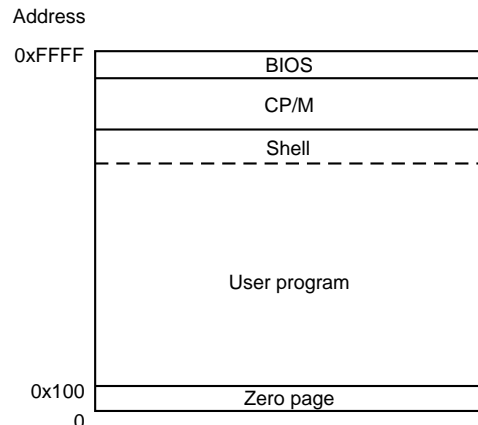 Address
0xFFFF
BIOS
CP/M
Shell
User program
0x100
Zero page
0